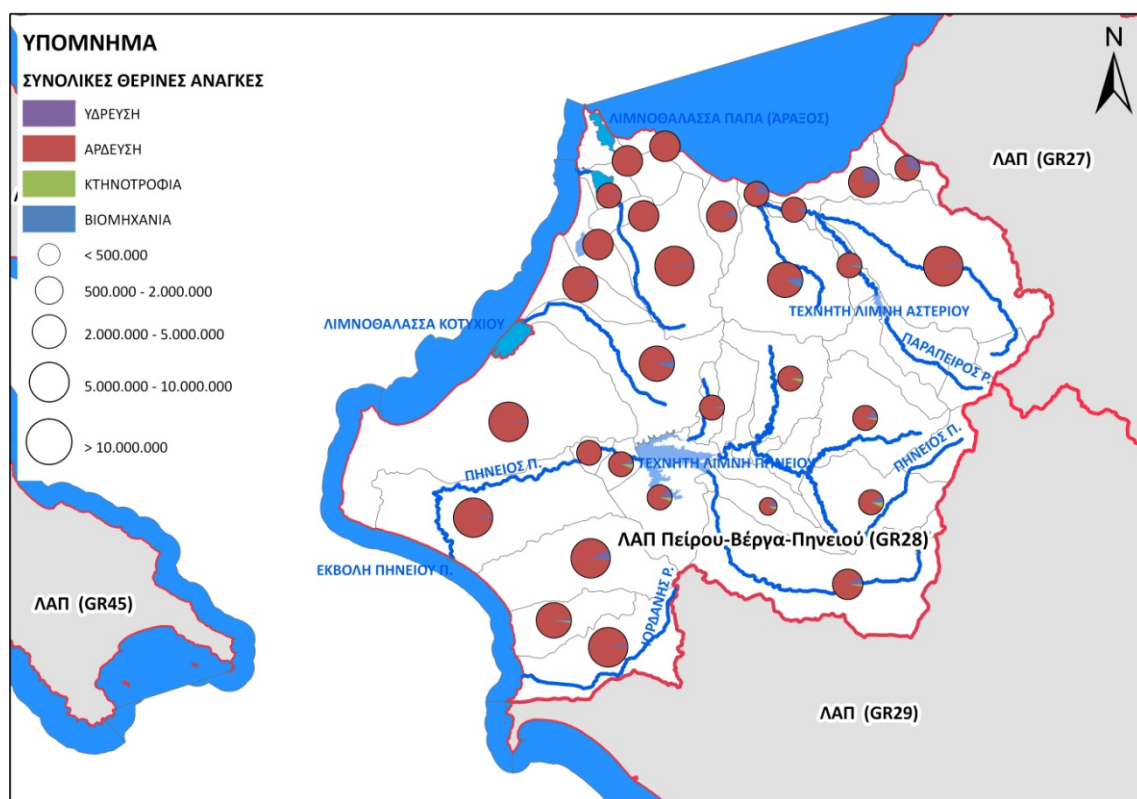 ΥΠΟΜΝΗΜΑ
ΣΥΝΟΛΙΚΕΣ ΘΕΡΙΝΕΣ ΑΝΑΓΚΕΣ
ΥΔΡΕΥΣΗ
ΑΡΔΕΥΣΗ
ΚΤΗΝΟΤΡΟΦΙΑ
ΒΙΟΜΗΧΑΝΙΑ
< 500.000
500.000 - 2.000.000
2.000.000 - 5.000.000
5.000.000 - 10.000.000
> 10.000.000
N
ΛΙΜΝΟΘΑΛΑΣΣΑ ΠΑΠΑ (ΆΡΑΞΟΣ)
ΛΑΠ (GR27)
ΤΕΧΝΗΤΗ ΛΙΜΝΗ ΑΣΤΕΡΙΟΥ
ΛΙΜΝΟΘΑΛΑΣΣΑ ΚΟΤΥΧΙΟΥ
ΠΑΡΑΠΕΙΡΟΣ Ρ.
ΠΗΝΕΙΟΣ Π.
ΠΗΝΕΙΟΣ Π.
ΤΕΧΝΗΤΗ ΛΙΜΝΗ ΠΗΝΕΙΟΥ
ΛΑΠ Πείρου-Βέργα-Πηνειού (GR28)
ΕΚΒΟΛΗ ΠΗΝΕΙΟΥ Π.
ΙΟΡΔΑΝΗΣ Ρ.
ΛΑΠ (GR45)
ΛΑΠ (GR29)